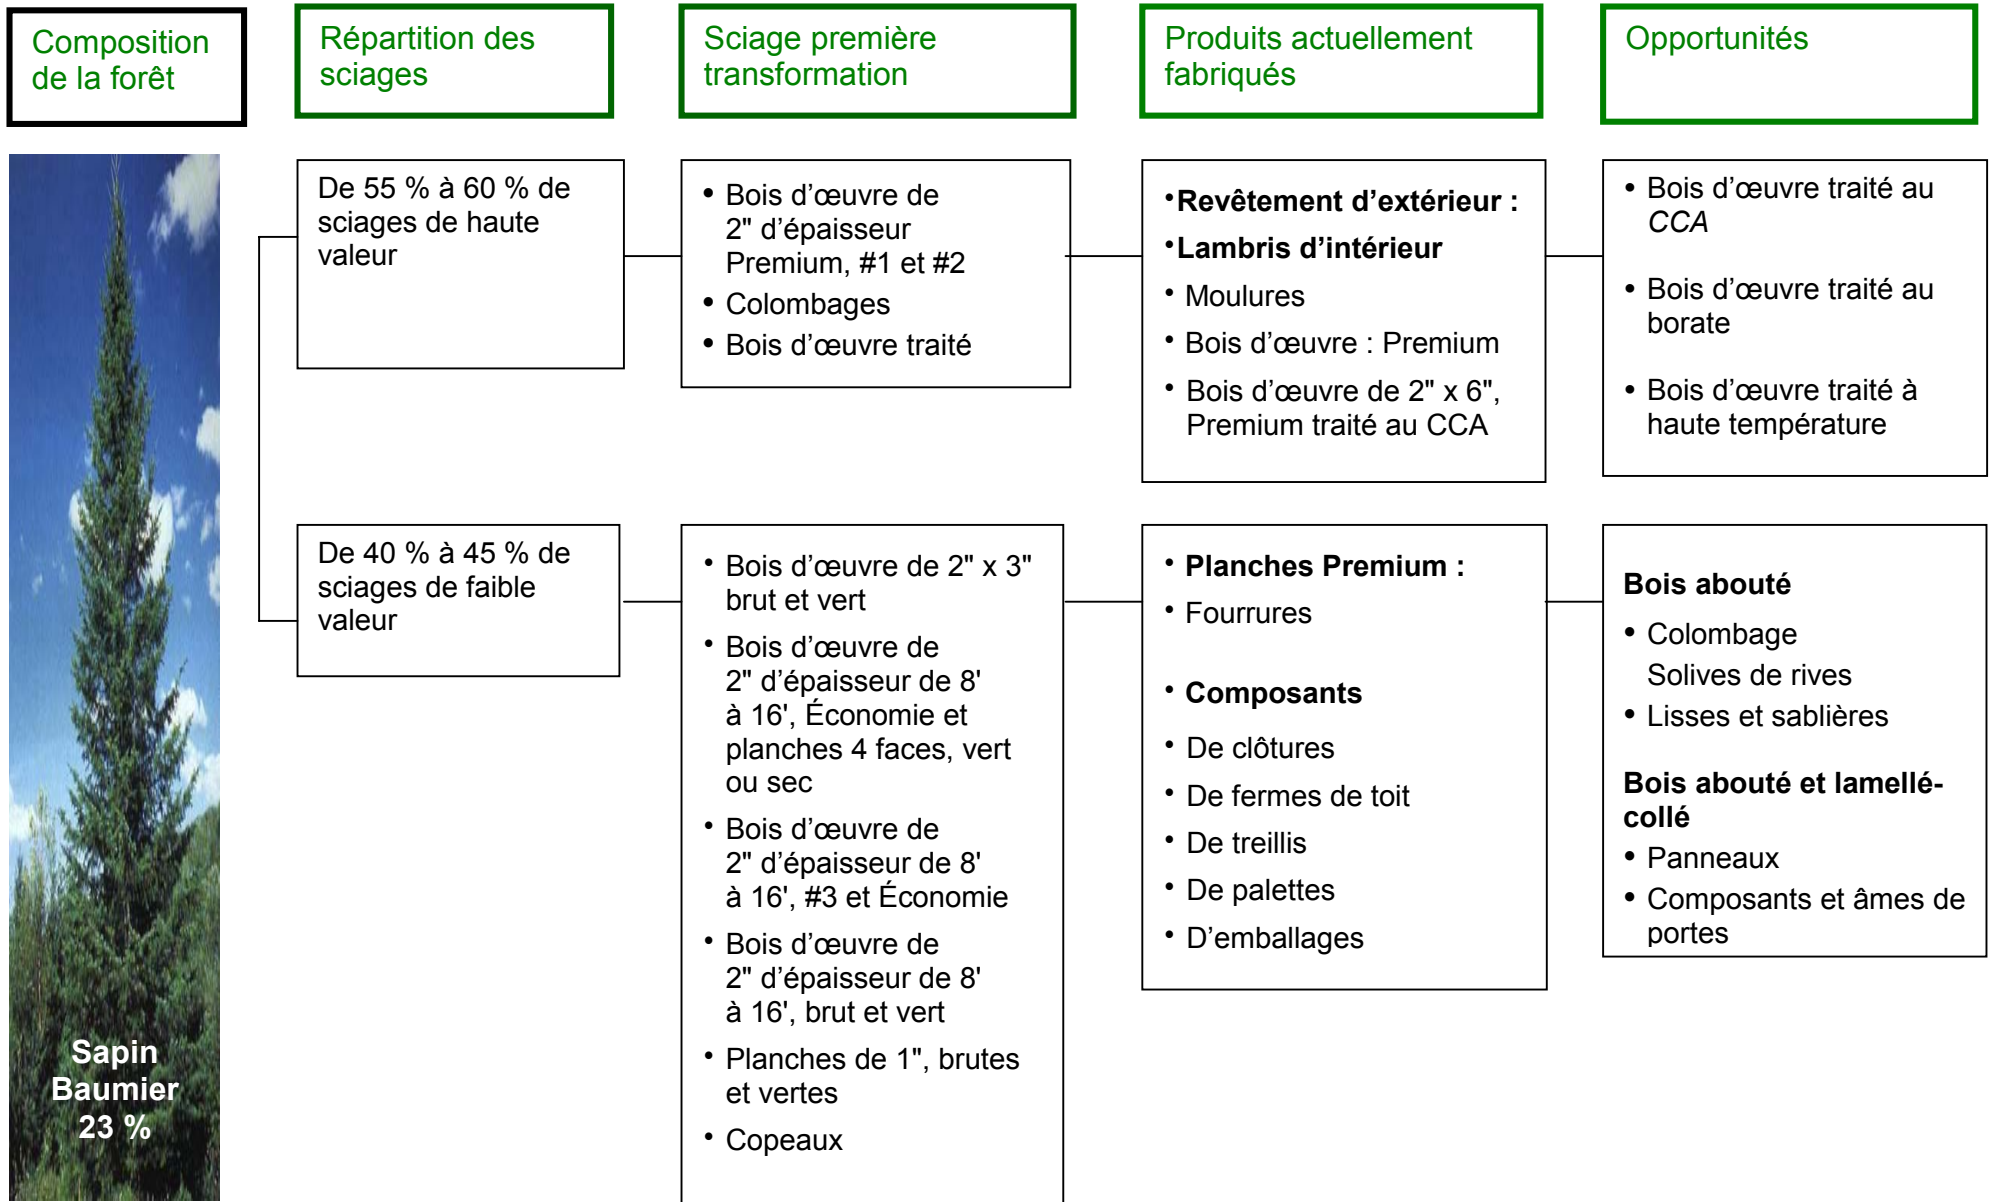 Composition
de la forêt
Répartition des
sciages
Sciage première
transformation
Produits actuellement
fabriqués
Opportunités
De 55 % à 60 % de
sciages de haute
valeur
• Bois d’œuvre de
2" d’épaisseur
Premium, #1 et #2
• Colombages
• Bois d’œuvre traité
•Revêtement d’extérieur :
•Lambris d’intérieur
• Moulures
• Bois d’œuvre : Premium
• Bois d’œuvre de 2" x 6",
Premium traité au CCA
• Bois d’œuvre traité au
CCA
• Bois d’œuvre traité au
borate
• Bois d’œuvre traité à
haute température
De 40 % à 45 % de
sciages de faible
valeur
• Bois d’œuvre de 2" x 3"
brut et vert
• Bois d’œuvre de
2" d’épaisseur de 8'
à 16', Économie et
planches 4 faces, vert
ou sec
• Bois d’œuvre de
2" d’épaisseur de 8'
à 16', #3 et Économie
• Bois d’œuvre de
2" d’épaisseur de 8'
à 16', brut et vert
• Planches de 1", brutes
et vertes
• Copeaux
• Planches Premium :
• Fourrures
• Composants
• De clôtures
• De fermes de toit
• De treillis
• De palettes
• D’emballages
Bois abouté
• Colombage
Solives de rives
• Lisses et sablières
Bois abouté et lamellé-
collé
• Panneaux
• Composants et âmes de
portes
Sapin
Baumier
23 %